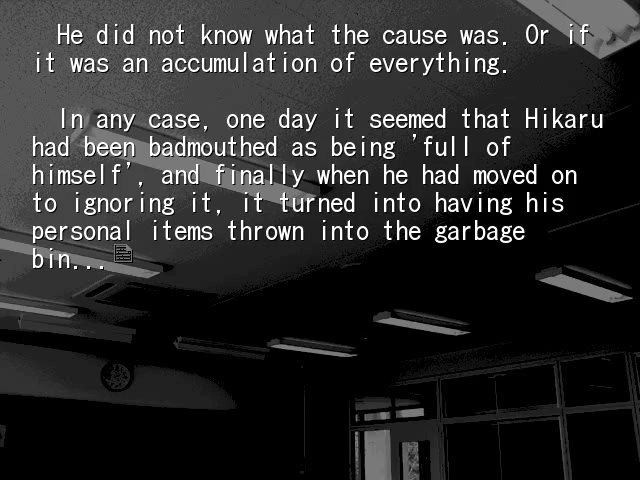 He did not know what the cause was. Or if
it was an accumulation of everything.
In any case, one day it seemed that Hikaru
had been badmouthed as being 'full of
himself', and finally when he had moved on
to ignoring it, it turned into having his
personal items thrown into the garbage
bin...